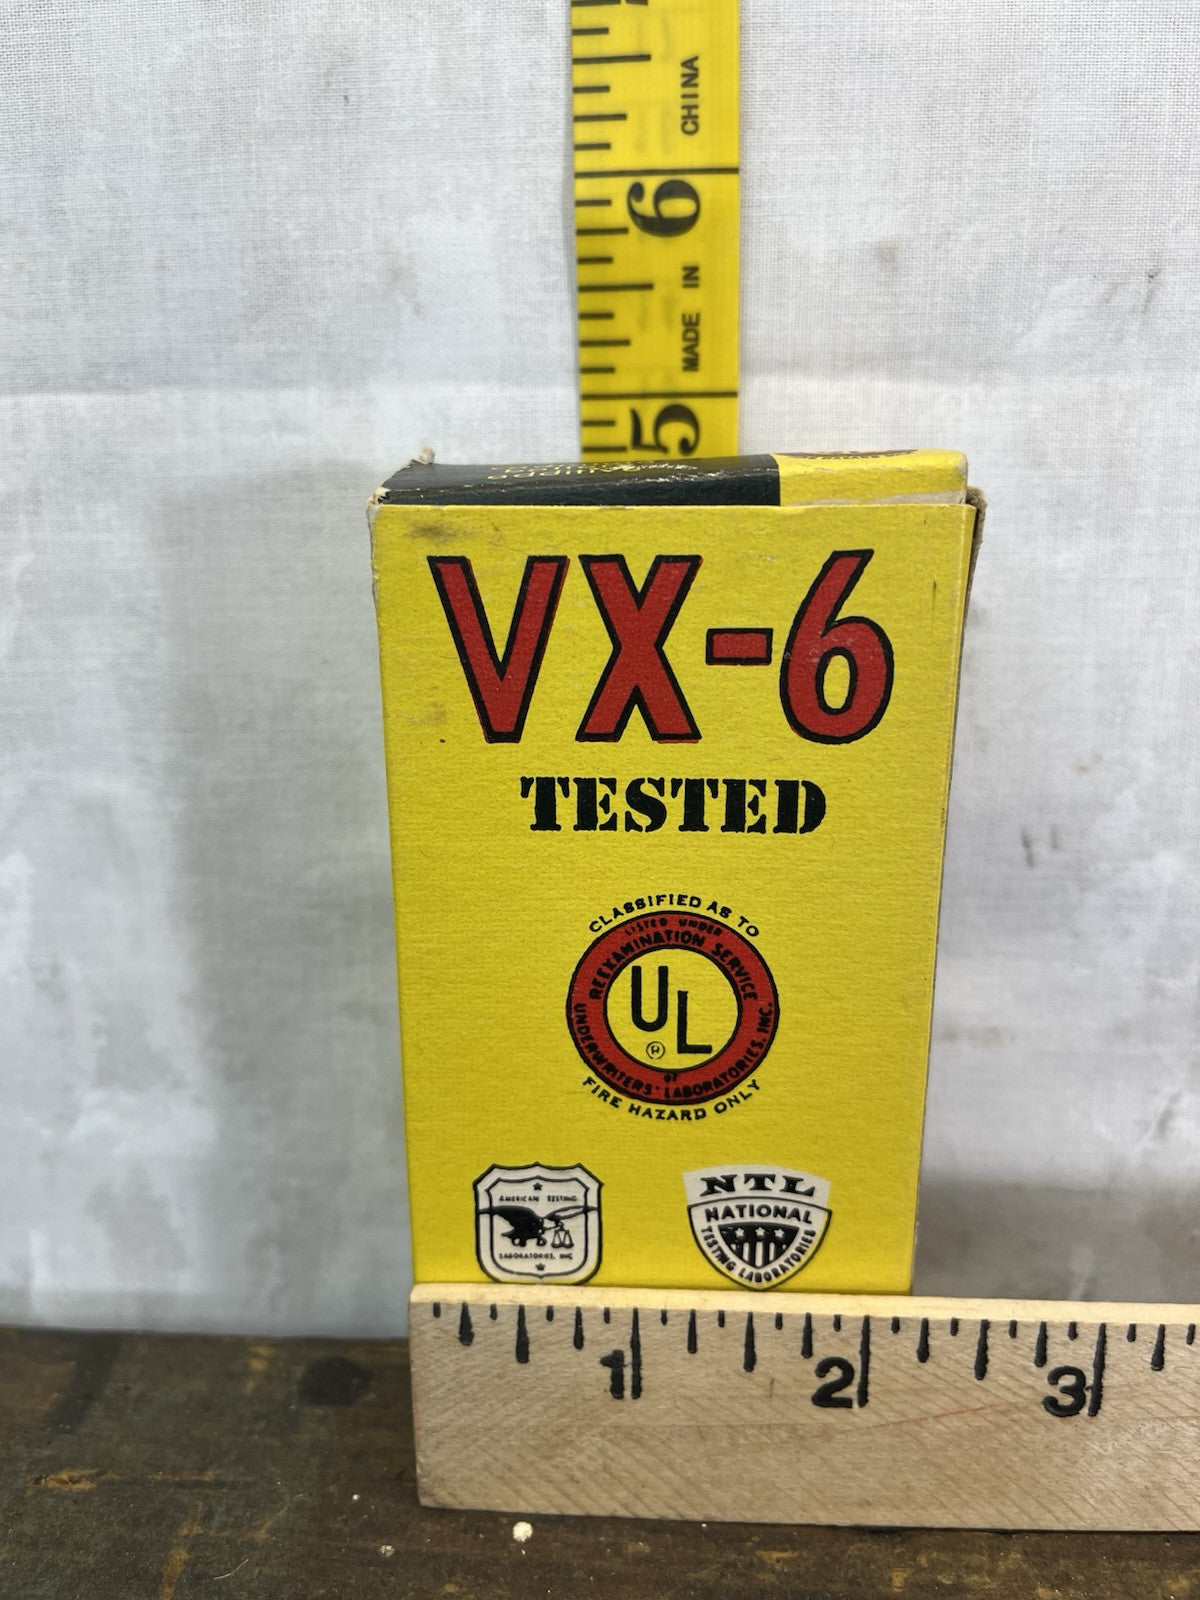 CHINA
6
MADE IN
5
VX-6
TESTED
CLASSIFIED AS TO
LISTED UNDER
REEXAMINATION SERVICE
UL
®
OF
UNDERWRITERS' LABORATORIES, INC.
FIRE HAZARD ONLY
AMERICAN TESTING
LABORATORIES, INC
NTL
NATIONAL
TESTING LABORATORIES
1 2 3